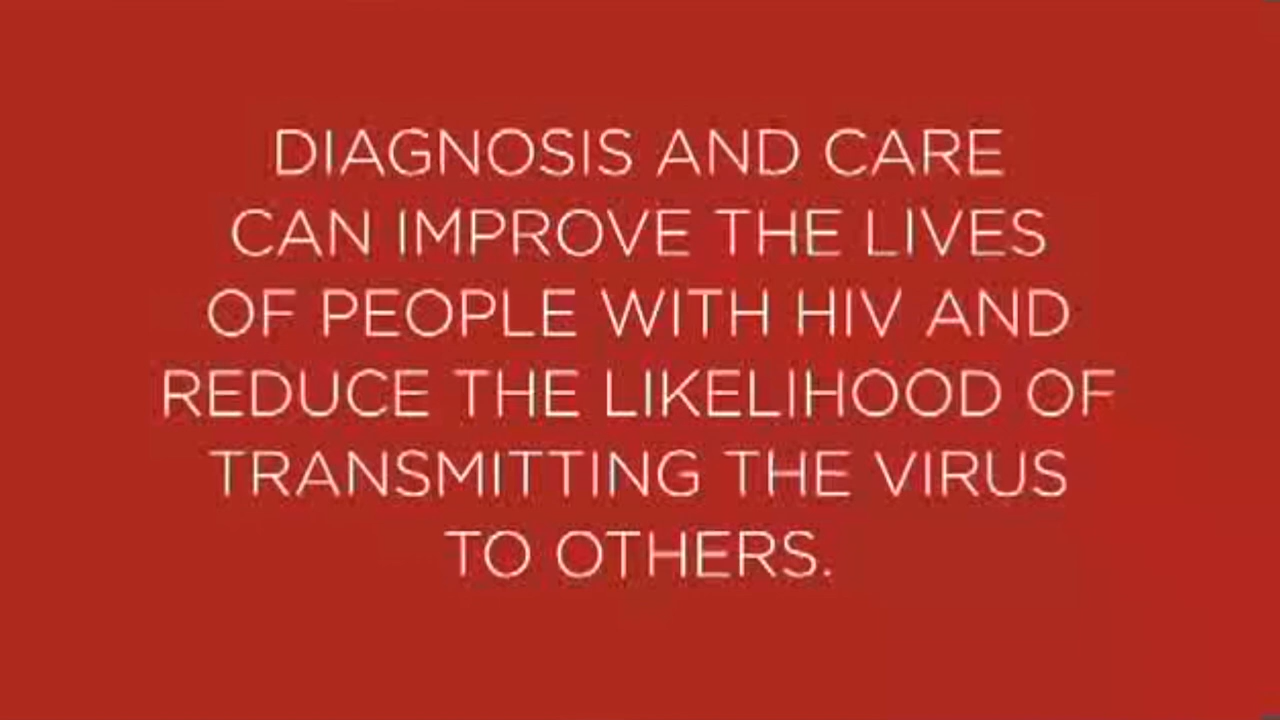 DIAGNOSIS AND CARE
CAN IMPROVE THE LIVES
OF PEOPLE WITH HIV AND
REDUCE THE LIKELIHOOD OF
TRANSMITTING THE VIRUS
TO OTHERS.